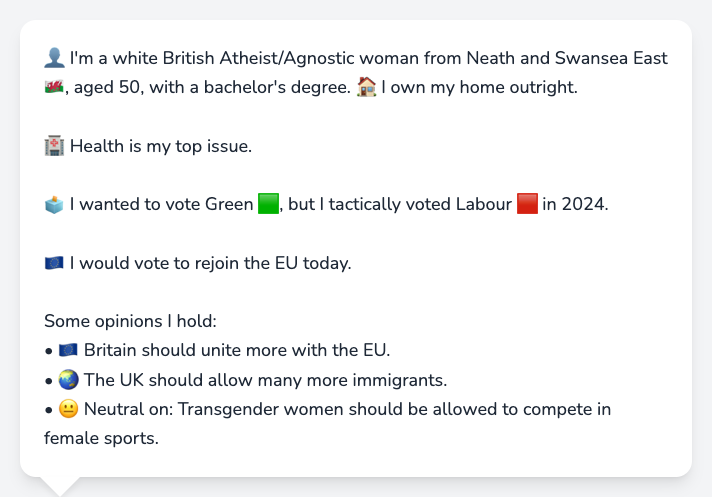 👤 I'm a white British Atheist/Agnostic woman from Neath and Swansea East
🏴󠁧󠁢󠁷󠁬󠁳󠁿, aged 50, with a bachelor's degree. 🏠 I own my home outright.
🏥 Health is my top issue.
🗳️ I wanted to vote Green 🟩, but I tactically voted Labour 🟥 in 2024.
🇪🇺 I would vote to rejoin the EU today.
Some opinions I hold:
• 🇪🇺 Britain should unite more with the EU.
• 🌏 The UK should allow many more immigrants.
• 😐 Neutral on: Transgender women should be allowed to compete in
female sports.